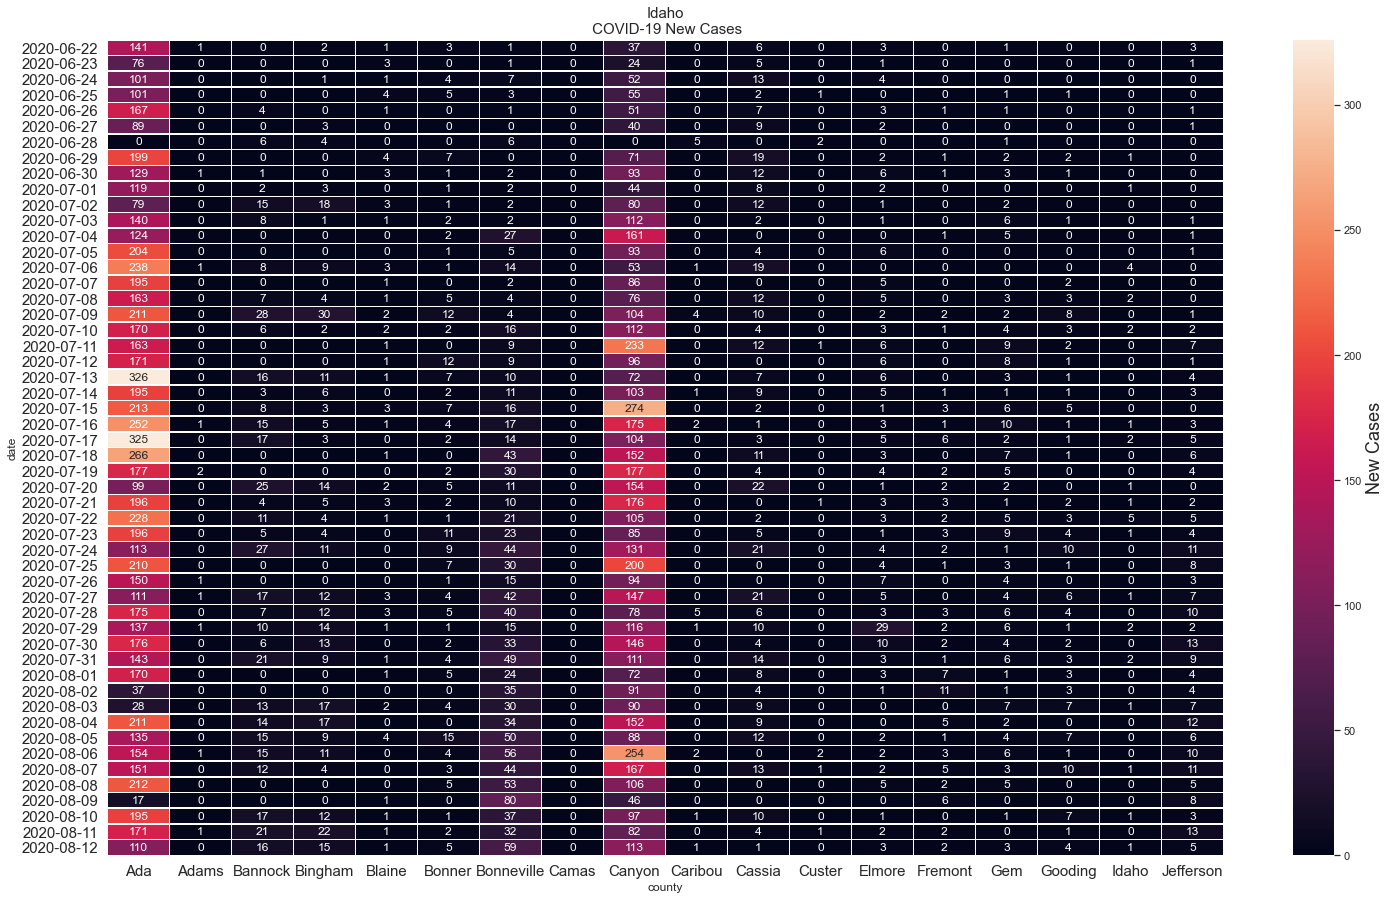 Idaho
COVID-19 New Cases
2020-06-22 141 1 0 2 1 3 1 0 37 0 6 0 3 0 1 0 0 3
2020-06-23 76 0 0 0 3 0 1 0 24 0 5 0 1 0 0 0 0 1
2020-06-24 101 0 0 1 1 4 7 0 52 0 13 0 4 0 0 0 0 0
2020-06-25 101 0 0 0 4 5 3 0 55 0 2 1 0 0 1 1 0 0
2020-06-26 167 0 4 0 1 0 1 0 51 0 7 0 3 1 1 0 0 1
2020-06-27 89 0 0 3 0 0 0 0 40 0 9 0 2 0 0 0 0 1
2020-06-28 0 0 6 4 0 0 6 0 0 5 0 2 0 0 1 0 0 0
2020-06-29 199 0 0 0 4 7 0 0 71 0 19 0 2 1 2 2 1 0
2020-06-30 129 1 1 0 3 1 2 0 93 0 12 0 6 1 3 1 0 0
2020-07-01 119 0 2 3 0 1 2 0 44 0 8 0 2 0 0 0 1 0
2020-07-02 79 0 15 18 3 1 2 0 80 0 12 0 1 0 2 0 0 0
2020-07-03 140 0 8 1 1 2 2 0 112 0 2 0 1 0 6 1 0 1
2020-07-04 124 0 0 0 0 2 27 0 161 0 0 0 0 1 5 0 0 1
2020-07-05 204 0 0 0 0 1 5 0 93 0 4 0 6 0 0 0 0 1
2020-07-06 238 1 8 9 3 1 14 0 53 1 19 0 0 0 0 0 4 0
2020-07-07 195 0 0 0 1 0 2 0 86 0 0 0 5 0 0 2 0 0
2020-07-08 163 0 7 4 1 5 4 0 76 0 12 0 5 0 3 3 2 0
2020-07-09 211 0 28 30 2 12 4 0 104 4 10 0 2 2 2 8 0 1
2020-07-10 170 0 6 2 2 2 16 0 112 0 4 0 3 1 4 3 2 2
2020-07-11 163 0 0 0 1 0 9 0 233 0 12 1 6 0 9 2 0 7
2020-07-12 171 0 0 0 1 12 9 0 96 0 0 0 6 0 8 1 0 1
2020-07-13 326 0 16 11 1 7 10 0 72 0 7 0 6 0 3 1 0 4
2020-07-14 195 0 3 6 0 2 11 0 103 1 9 0 5 1 1 1 0 3
2020-07-15 213 0 8 3 3 7 16 0 274 0 2 0 1 3 6 5 0 0
2020-07-16 252 1 15 5 1 4 17 0 175 2 1 0 3 1 10 1 1 3
2020-07-17 325 0 17 3 0 2 14 0 104 0 3 0 5 6 2 1 2 5
2020-07-18 266 0 0 0 1 0 43 0 152 0 11 0 3 0 7 1 0 6
2020-07-19 177 2 0 0 0 2 30 0 177 0 4 0 4 2 5 0 0 4
2020-07-20 99 0 25 14 2 5 11 0 154 0 22 0 1 2 2 0 1 0
2020-07-21 196 0 4 5 3 2 10 0 176 0 0 1 3 3 1 2 1 2
2020-07-22 228 0 11 4 1 1 21 0 105 0 2 0 3 2 5 3 5 5
2020-07-23 196 0 5 4 0 11 23 0 85 0 5 0 1 3 9 4 1 4
2020-07-24 113 0 27 11 0 9 44 0 131 0 21 0 4 2 1 10 0 11
2020-07-25 210 0 0 0 0 7 30 0 200 0 0 0 4 1 3 1 0 8
2020-07-26 150 1 0 0 0 1 15 0 94 0 0 0 7 0 4 0 0 3
2020-07-27 111 1 17 12 3 4 42 0 147 0 21 0 5 0 4 6 1 7
2020-07-28 175 0 7 12 3 5 40 0 78 5 6 0 3 3 6 4 0 10
2020-07-29 137 1 10 14 1 1 15 0 116 1 10 0 29 2 6 1 2 2
2020-07-30 176 0 6 13 0 2 33 0 146 0 4 0 10 2 4 2 0 13
2020-07-31 143 0 21 9 1 4 49 0 111 0 14 0 3 1 6 3 2 9
2020-08-01 170 0 0 0 1 5 24 0 72 0 8 0 3 7 1 3 0 4
2020-08-02 37 0 0 0 0 0 35 0 91 0 4 0 1 11 1 3 0 4
2020-08-03 28 0 13 17 2 4 30 0 90 0 9 0 0 0 7 7 1 7
2020-08-04 211 0 14 17 0 0 34 0 152 0 9 0 0 5 2 0 0 12
2020-08-05 135 0 15 9 4 15 50 0 88 0 12 0 2 1 4 7 0 6
2020-08-06 154 1 15 11 0 4 56 0 254 2 0 2 2 3 6 1 0 10
2020-08-07 151 0 12 4 0 3 44 0 167 0 13 1 2 5 3 10 1 11
2020-08-08 212 0 0 0 0 5 53 0 106 0 0 0 5 2 5 0 0 5
2020-08-09 17 0 0 0 1 0 80 0 46 0 0 0 0 6 0 0 0 8
2020-08-10 195 0 17 12 1 1 37 0 97 1 10 0 1 0 1 7 1 3
2020-08-11 171 1 21 22 1 2 32 0 82 0 4 1 2 2 0 1 0 13
2020-08-12 110 0 16 15 1 5 59 0 113 1 1 0 3 2 3 4 1 5
Ada Adams Bannock Bingham Blaine Bonner Bonneville Camas Canyon Caribou Cassia Custer Elmore Fremont Gem Gooding Idaho Jefferson
county
date
300
250
200
150
100
50
0
New Cases